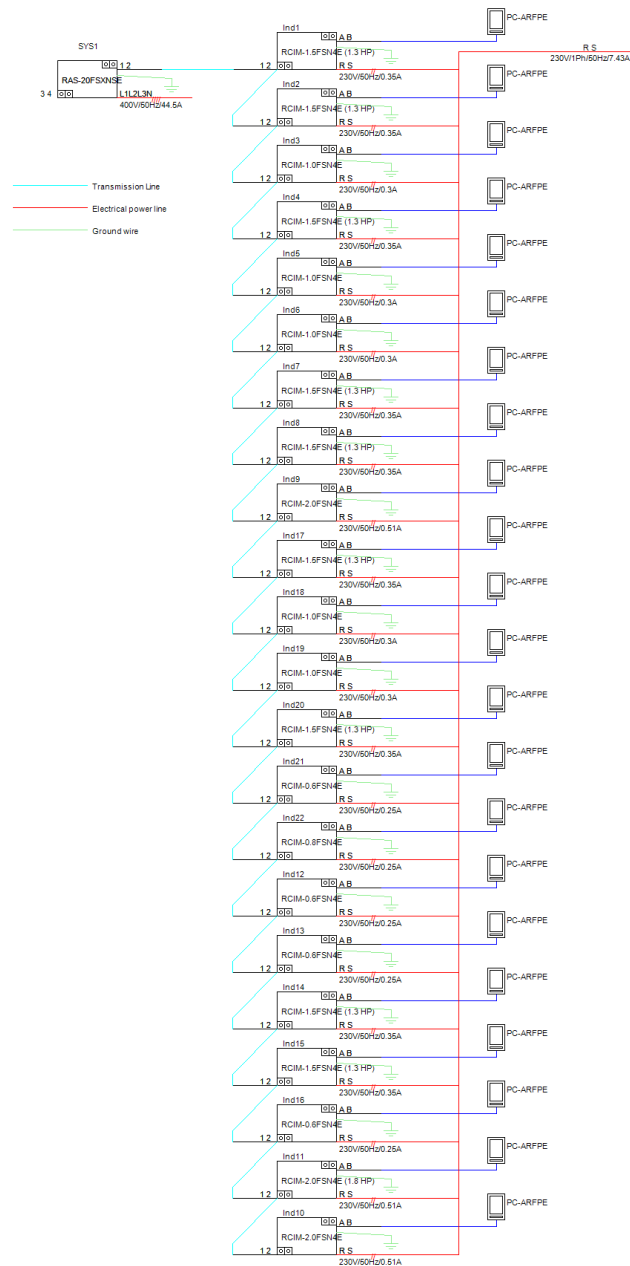 SYS1
1 2
RAS-20FSXNSE
3 4
L1L2L3N
400V/50Hz/44.5A
Transmission Line
Electrical power line
Ground wire
R S
230V/1Ph/50Hz/7.43A
Ind1
A B
PC-ARFPE
RCIM-1.5FSN4E (1.3 HP)
1 2
R S
230V/50Hz/0.35A
Ind2
A B
PC-ARFPE
RCIM-1.5FSN4E (1.3 HP)
1 2
R S
230V/50Hz/0.35A
Ind3
A B
PC-ARFPE
RCIM-1.0FSN4E
1 2
R S
230V/50Hz/0.3A
Ind4
A B
PC-ARFPE
RCIM-1.5FSN4E (1.3 HP)
1 2
R S
230V/50Hz/0.35A
Ind5
A B
PC-ARFPE
RCIM-1.0FSN4E
1 2
R S
230V/50Hz/0.3A
Ind6
A B
PC-ARFPE
RCIM-1.0FSN4E
1 2
R S
230V/50Hz/0.3A
Ind7
A B
PC-ARFPE
RCIM-1.5FSN4E (1.3 HP)
1 2
R S
230V/50Hz/0.35A
Ind8
A B
PC-ARFPE
RCIM-1.5FSN4E (1.3 HP)
1 2
R S
230V/50Hz/0.35A
Ind9
A B
PC-ARFPE
RCIM-2.0FSN4E
1 2
R S
230V/50Hz/0.51A
Ind17
A B
PC-ARFPE
RCIM-1.5FSN4E (1.3 HP)
1 2
R S
230V/50Hz/0.35A
Ind18
A B
PC-ARFPE
RCIM-1.0FSN4E
1 2
R S
230V/50Hz/0.3A
Ind19
A B
PC-ARFPE
RCIM-1.0FSN4E
1 2
R S
230V/50Hz/0.3A
Ind20
A B
PC-ARFPE
RCIM-1.5FSN4E (1.3 HP)
1 2
R S
230V/50Hz/0.35A
Ind21
A B
PC-ARFPE
RCIM-0.6FSN4E
1 2
R S
230V/50Hz/0.25A
Ind22
A B
PC-ARFPE
RCIM-0.8FSN4E
1 2
R S
230V/50Hz/0.25A
Ind12
A B
PC-ARFPE
RCIM-0.6FSN4E
1 2
R S
230V/50Hz/0.25A
Ind13
A B
PC-ARFPE
RCIM-0.6FSN4E
1 2
R S
230V/50Hz/0.25A
Ind14
A B
PC-ARFPE
RCIM-1.5FSN4E (1.3 HP)
1 2
R S
230V/50Hz/0.35A
Ind15
A B
PC-ARFPE
RCIM-1.5FSN4E (1.3 HP)
1 2
R S
230V/50Hz/0.35A
Ind16
A B
PC-ARFPE
RCIM-0.6FSN4E
1 2
R S
230V/50Hz/0.25A
Ind11
A B
PC-ARFPE
RCIM-2.0FSN4E (1.8 HP)
1 2
R S
230V/50Hz/0.51A
Ind10
A B
PC-ARFPE
RCIM-2.0FSN4E
1 2
R S
230V/50Hz/0.51A